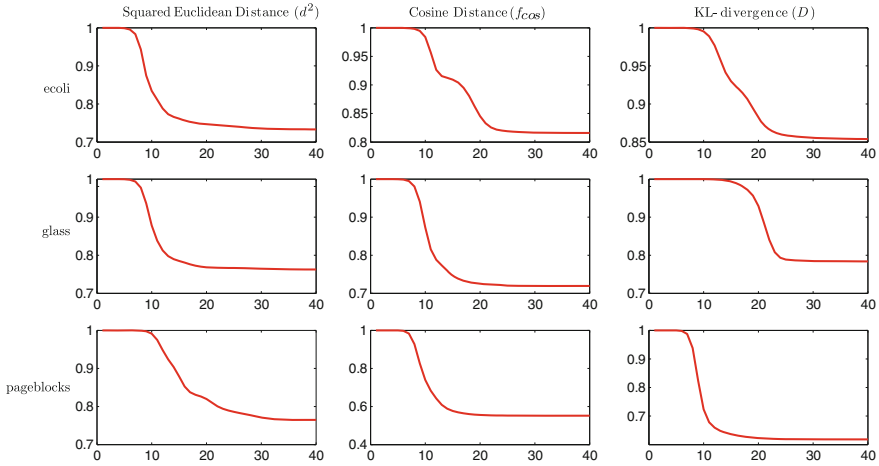 Squared Euclidean Distance (d²) Cosine Distance (f_cos) KL-divergence (D)
1 1 1
0.9 0.95 0.95
ecoli 0.8 0.9 0.9
0.85
0.7 0.8 0.85
0 10 20 30 40 0 10 20 30 40 0 10 20 30 40
1 1 1
0.9 0.9 0.9
glass 0.8 0.8 0.8
0.7 0.7 0.7
0 10 20 30 40 0 10 20 30 40 0 10 20 30 40
1 1 1
0.9 0.8 0.9
pageblocks 0.8 0.6 0.8
0.7
0.7 0.4 
0 10 20 30 40 0 10 20 30 40 0 10 20 30 40